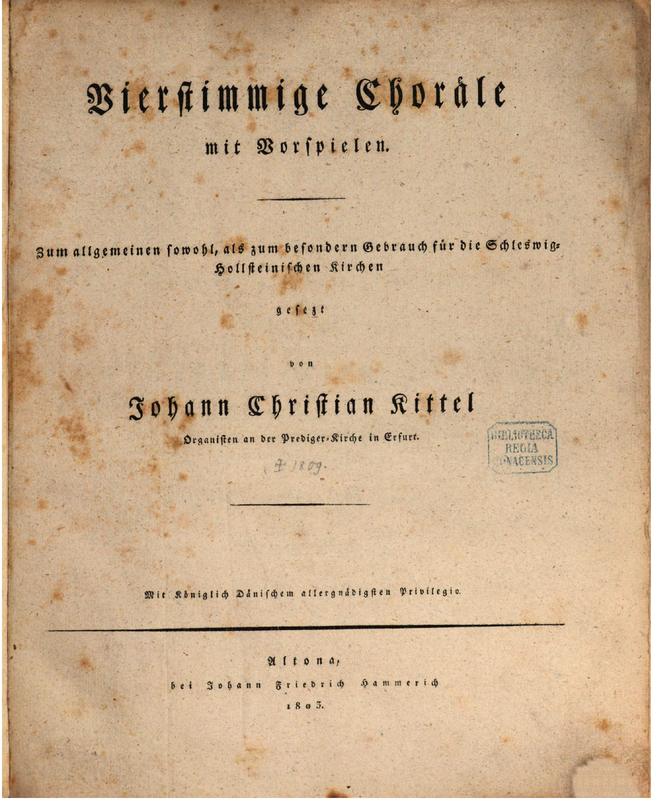 Vierstimmige Choräle
mit Vorspielen.
Zum allgemeinen sowohl, als zum besondern Gebrauch für die Schleswig-
Hollsteinischen Kirchen
gesezt
von
Johann Christian Kittel
Organisten an der Prediger-Kirche in Erfurt.
1809.
BIBLIOTHECA
REGIA
MONACENSIS
Mit Königlich Dänischem allergnädigsten Privilegio.
Altona,
bei Johann Friedrich Hammerich
1803.